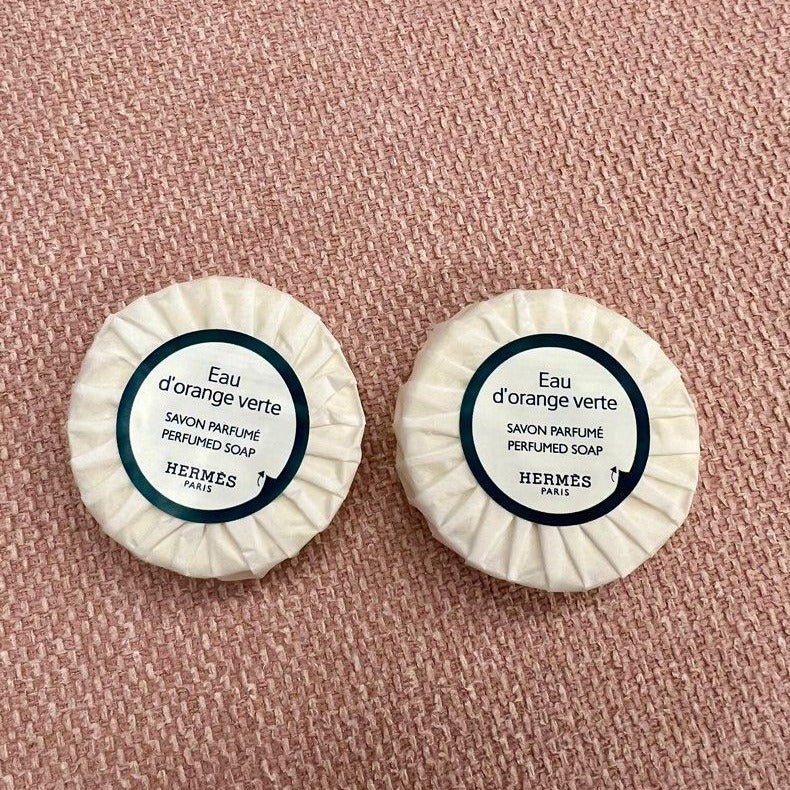 Eau
d'orange verte
SAVON PARFUMÉ
PERFUMED SOAP
HERMÈS
PARIS
Eau
d'orange verte
SAVON PARFUMÉ
PERFUMED SOAP
HERMÈS
PARIS